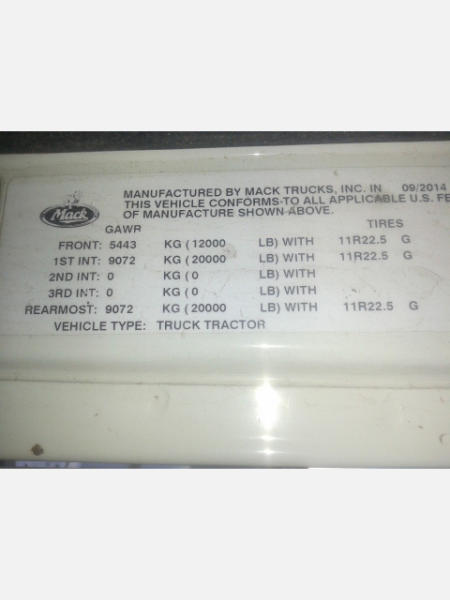 MANUFACTURED BY MACK TRUCKS, INC. IN 09/2014
Mack
THIS VEHICLE CONFORMS TO ALL APPLICABLE U.S. FE
OF MANUFACTURE SHOWN ABOVE.
GAWR TIRES
FRONT: 5443 KG ( 12000 LB) WITH 11R22.5 G
1ST INT: 9072 KG ( 20000 LB) WITH 11R22.5 G
2ND INT: 0 KG ( 0 LB) WITH
3RD INT: 0 KG ( 0 LB) WITH
REARMOST: 9072 KG ( 20000 LB) WITH 11R22.5 G
VEHICLE TYPE: TRUCK TRACTOR